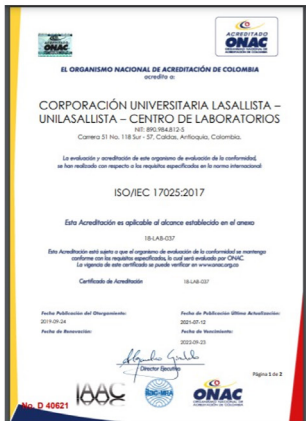 ONAC
ACREDITADO
ONAC
EL ORGANISMO NACIONAL DE ACREDITACIÓN DE COLOMBIA
acredita a:
CORPORACIÓN UNIVERSITARIA LASALLISTA –
UNILASALLISTA – CENTRO DE LABORATORIOS
NIT: 890.984.812-5
Carrera 51 No. 118 Sur - 57, Caldas, Antioquia, Colombia.
La evaluación y acreditación de este organismo de evaluación de la conformidad,
se han realizado con respecto a los requisitos especificados en la norma internacional:
ISO/IEC 17025:2017
Esta Acreditación es aplicable al alcance establecido en el anexo
18-LAB-037
Esta Acreditación está sujeta a que el organismo de evaluación de la conformidad se mantenga
conforme con los requisitos especificados, lo cual será evaluado por ONAC.
La vigencia de este certificado se puede verificar en www.onac.org.co
Certificado de Acreditación 18-LAB-037
Fecha Publicación del Otorgamiento: Fecha de Publicación Última Actualización:
2019-09-24 2021-07-12
Fecha de Renovación: Fecha de Vencimiento:
2022-09-23
Director Ejecutivo
Página 1 de 2
IAAC
ILAC-MRA
ONAC
No. D 40621